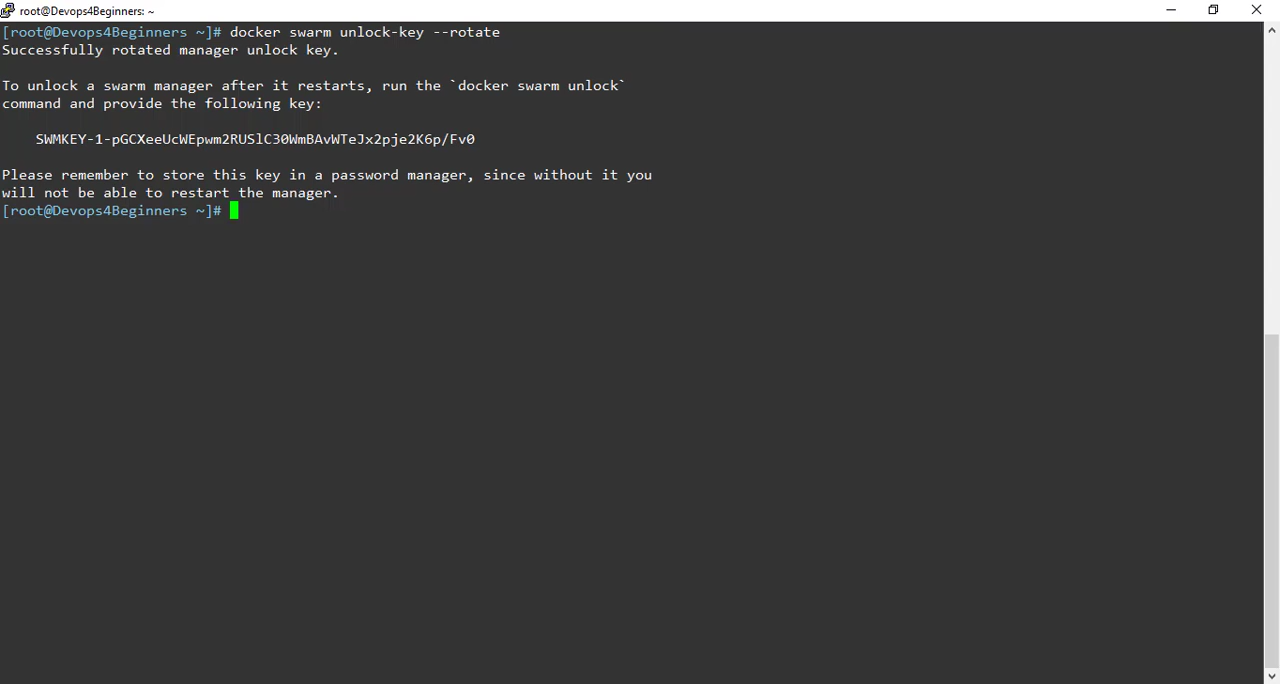 root@Devops4Beginners: ~
[root@Devops4Beginners ~]# docker swarm unlock-key --rotate
Successfully rotated manager unlock key.
To unlock a swarm manager after it restarts, run the `docker swarm unlock`
command and provide the following key:
SWMKEY-1-pGCXeeUcWEpwm2RUSlC30WmBAvWTeJx2pje2K6p/Fv0
Please remember to store this key in a password manager, since without it you
will not be able to restart the manager.
[root@Devops4Beginners ~]#